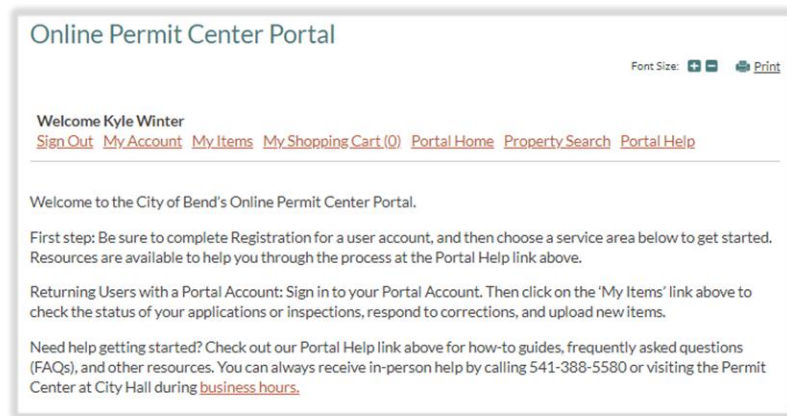 Online Permit Center Portal
Font Size: Print
Welcome Kyle Winter
Sign Out My Account My Items My Shopping Cart (0) Portal Home Property Search Portal Help
Welcome to the City of Bend's Online Permit Center Portal.
First step: Be sure to complete Registration for a user account, and then choose a service area below to get started.
Resources are available to help you through the process at the Portal Help link above.
Returning Users with a Portal Account: Sign in to your Portal Account. Then click on the ‘My Items’ link above to
check the status of your applications or inspections, respond to corrections, and upload new items.
Need help getting started? Check out our Portal Help link above for how-to guides, frequently asked questions
(FAQs), and other resources. You can always receive in-person help by calling 541-388-5580 or visiting the Permit
Center at City Hall during business hours.